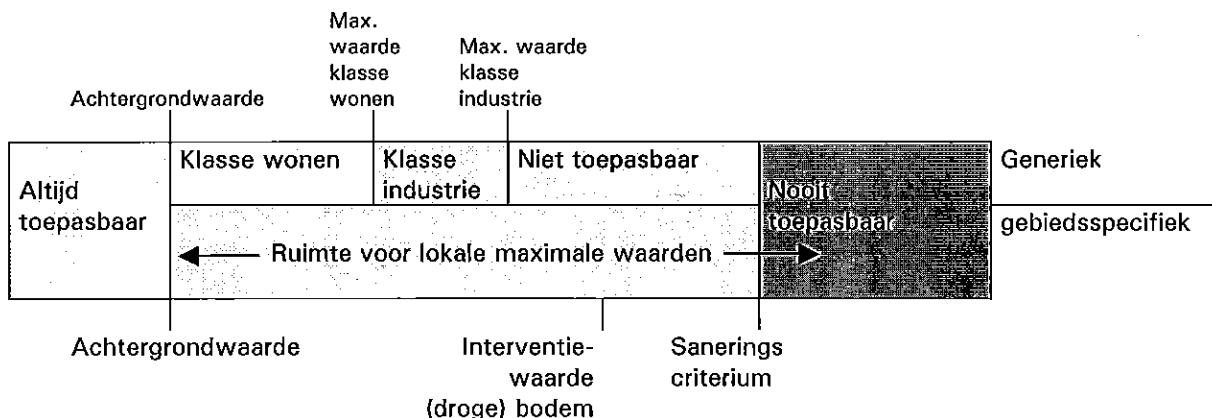 Max.
waarde
klasse
wonen
Max. waarde
klasse
industrie
Achtergrondwaarde
Altijd
toepasbaar
Klasse wonen
Klasse
industrie
Niet toepasbaar
Nooit
toepasbaar
Generiek
gebiedsspecifiek
Ruimte voor lokale maximale waarden
Achtergrondwaarde
Interventie-
waarde
(droge) bodem
Sanerings
criterium